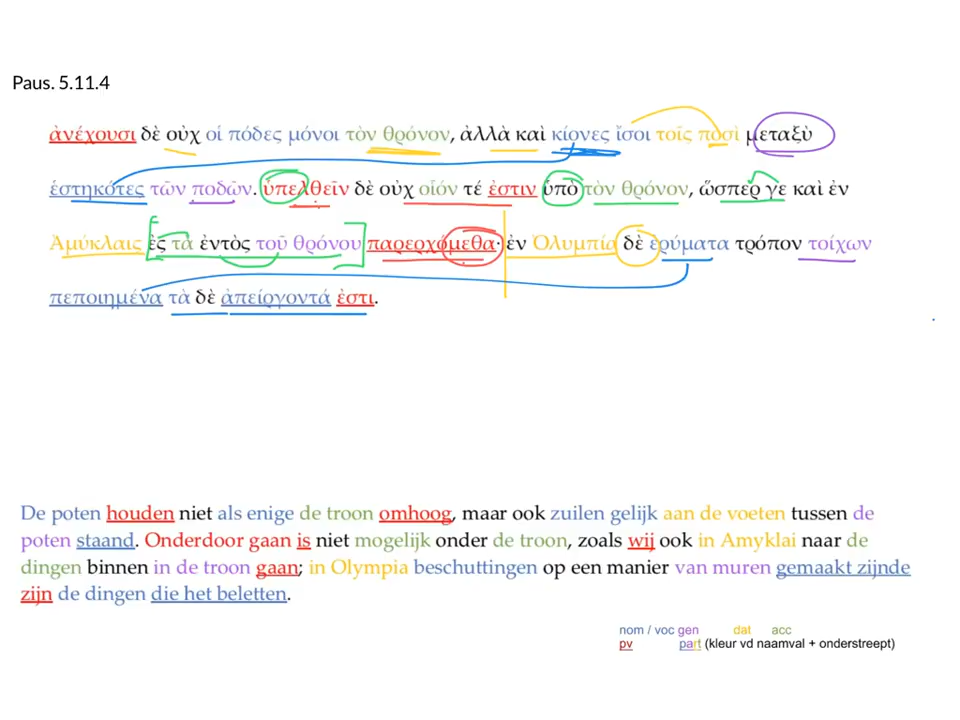 Paus. 5.11.4
ἀνέχουσι δὲ οὐχ οἱ πόδες μόνοι τὸν θρόνον, ἀλλὰ καὶ κίονες ἴσοι τοῖς ποσὶ μεταξὺ
ἑστηκότες τῶν ποδῶν. ὑπελθεῖν δὲ οὐχ οἷόν τέ ἐστιν ὑπὸ τὸν θρόνον, ὥσπερ γε καὶ ἐν
Ἀμύκλαις ἐς τὰ ἐντὸς τοῦ θρόνου παρερχόμεθα· ἐν Ὀλυμπίᾳ δὲ ἐρύματα τρόπον τοίχων
πεποιημένα τὰ δὲ ἀπείργοντά ἐστι.
De poten houden niet als enige de troon omhoog, maar ook zuilen gelijk aan de voeten tussen de
poten staand. Onderdoor gaan is niet mogelijk onder de troon, zoals wij ook in Amyklai naar de
dingen binnen in de troon gaan; in Olympia beschuttingen op een manier van muren gemaakt zijnde
zijn de dingen die het beletten.
nom / voc gen dat acc
pv part (kleur vd naamval + onderstreept)